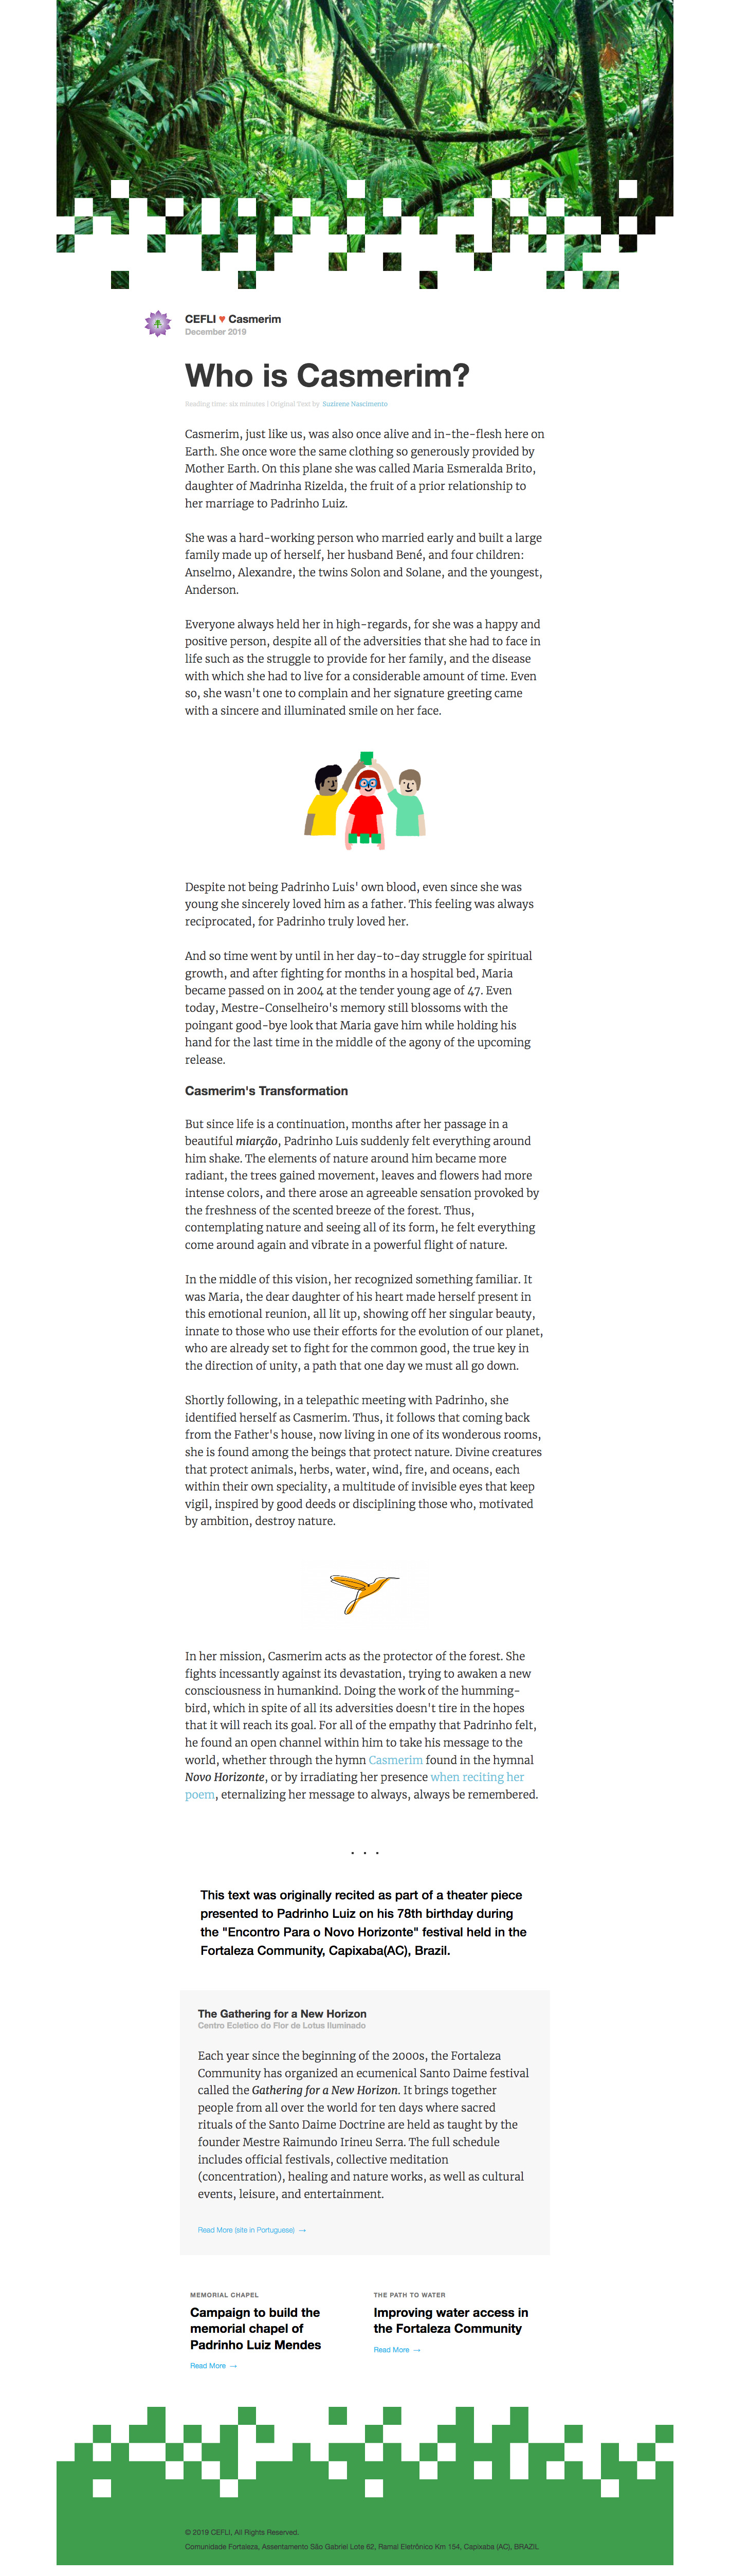 CEFLI ♥ Casmerim
December 2019
Who is Casmerim?
Reading time: six minutes | Original Text by Suzirene Nascimento
Casmerim, just like us, was also once alive and in-the-flesh here on
Earth. She once wore the same clothing so generously provided by
Mother Earth. On this plane she was called Maria Esmeralda Brito,
daughter of Madrinha Rizelda, the fruit of a prior relationship to
her marriage to Padrinho Luiz.
She was a hard-working person who married early and built a large
family made up of herself, her husband Bené, and four children:
Anselmo, Alexandre, the twins Solon and Solane, and the youngest,
Anderson.
Everyone always held her in high-regards, for she was a happy and
positive person, despite all of the adversities that she had to face in
life such as the struggle to provide for her family, and the disease
with which she had to live for a considerable amount of time. Even
so, she wasn't one to complain and her signature greeting came
with a sincere and illuminated smile on her face.
Despite not being Padrinho Luis' own blood, even since she was
young she sincerely loved him as a father. This feeling was always
reciprocated, for Padrinho truly loved her.
And so time went by until in her day-to-day struggle for spiritual
growth, and after fighting for months in a hospital bed, Maria
became passed on in 2004 at the tender young age of 47. Even
today, Mestre-Conselheiro's memory still blossoms with the
poingant good-bye look that Maria gave him while holding his
hand for the last time in the middle of the agony of the upcoming
release.
Casmerim's Transformation
But since life is a continuation, months after her passage in a
beautiful miarção, Padrinho Luis suddenly felt everything around
him shake. The elements of nature around him became more
radiant, the trees gained movement, leaves and flowers had more
intense colors, and there arose an agreeable sensation provoked by
the freshness of the scented breeze of the forest. Thus,
contemplating nature and seeing all of its form, he felt everything
come around again and vibrate in a powerful flight of nature.
In the middle of this vision, her recognized something familiar. It
was Maria, the dear daughter of his heart made herself present in
this emotional reunion, all lit up, showing off her singular beauty,
innate to those who use their efforts for the evolution of our planet,
who are already set to fight for the common good, the true key in
the direction of unity, a path that one day we must all go down.
Shortly following, in a telepathic meeting with Padrinho, she
identified herself as Casmerim. Thus, it follows that coming back
from the Father's house, now living in one of its wonderous rooms,
she is found among the beings that protect nature. Divine creatures
that protect animals, herbs, water, wind, fire, and oceans, each
within their own speciality, a multitude of invisible eyes that keep
vigil, inspired by good deeds or disciplining those who, motivated
by ambition, destroy nature.
In her mission, Casmerim acts as the protector of the forest. She
fights incessantly against its devastation, trying to awaken a new
consciousness in humankind. Doing the work of the humming-
bird, which in spite of all its adversities doesn't tire in the hopes
that it will reach its goal. For all of the empathy that Padrinho felt,
he found an open channel within him to take his message to the
world, whether through the hymn Casmerim found in the hymnal
Novo Horizonte, or by irradiating her presence when reciting her
poem, eternalizing her message to always, always be remembered.
. . .
This text was originally recited as part of a theater piece
presented to Padrinho Luiz on his 78th birthday during
the "Encontro Para o Novo Horizonte" festival held in the
Fortaleza Community, Capixaba(AC), Brazil.
The Gathering for a New Horizon
Centro Ecletico do Flor de Lotus Iluminado
Each year since the beginning of the 2000s, the Fortaleza
Community has organized an ecumenical Santo Daime festival
called the Gathering for a New Horizon. It brings together
people from all over the world for ten days where sacred
rituals of the Santo Daime Doctrine are held as taught by the
founder Mestre Raimundo Irineu Serra. The full schedule
includes official festivals, collective meditation
(concentration), healing and nature works, as well as cultural
events, leisure, and entertainment.
Read More (site in Portuguese) →
MEMORIAL CHAPEL
Campaign to build the
memorial chapel of
Padrinho Luiz Mendes
Read More →
THE PATH TO WATER
Improving water access in
the Fortaleza Community
Read More →
© 2019 CEFLI, All Rights Reserved.
Comunidade Fortaleza, Assentamento São Gabriel Lote 62, Ramal Eletrônico Km 154, Capixaba (AC), BRAZIL